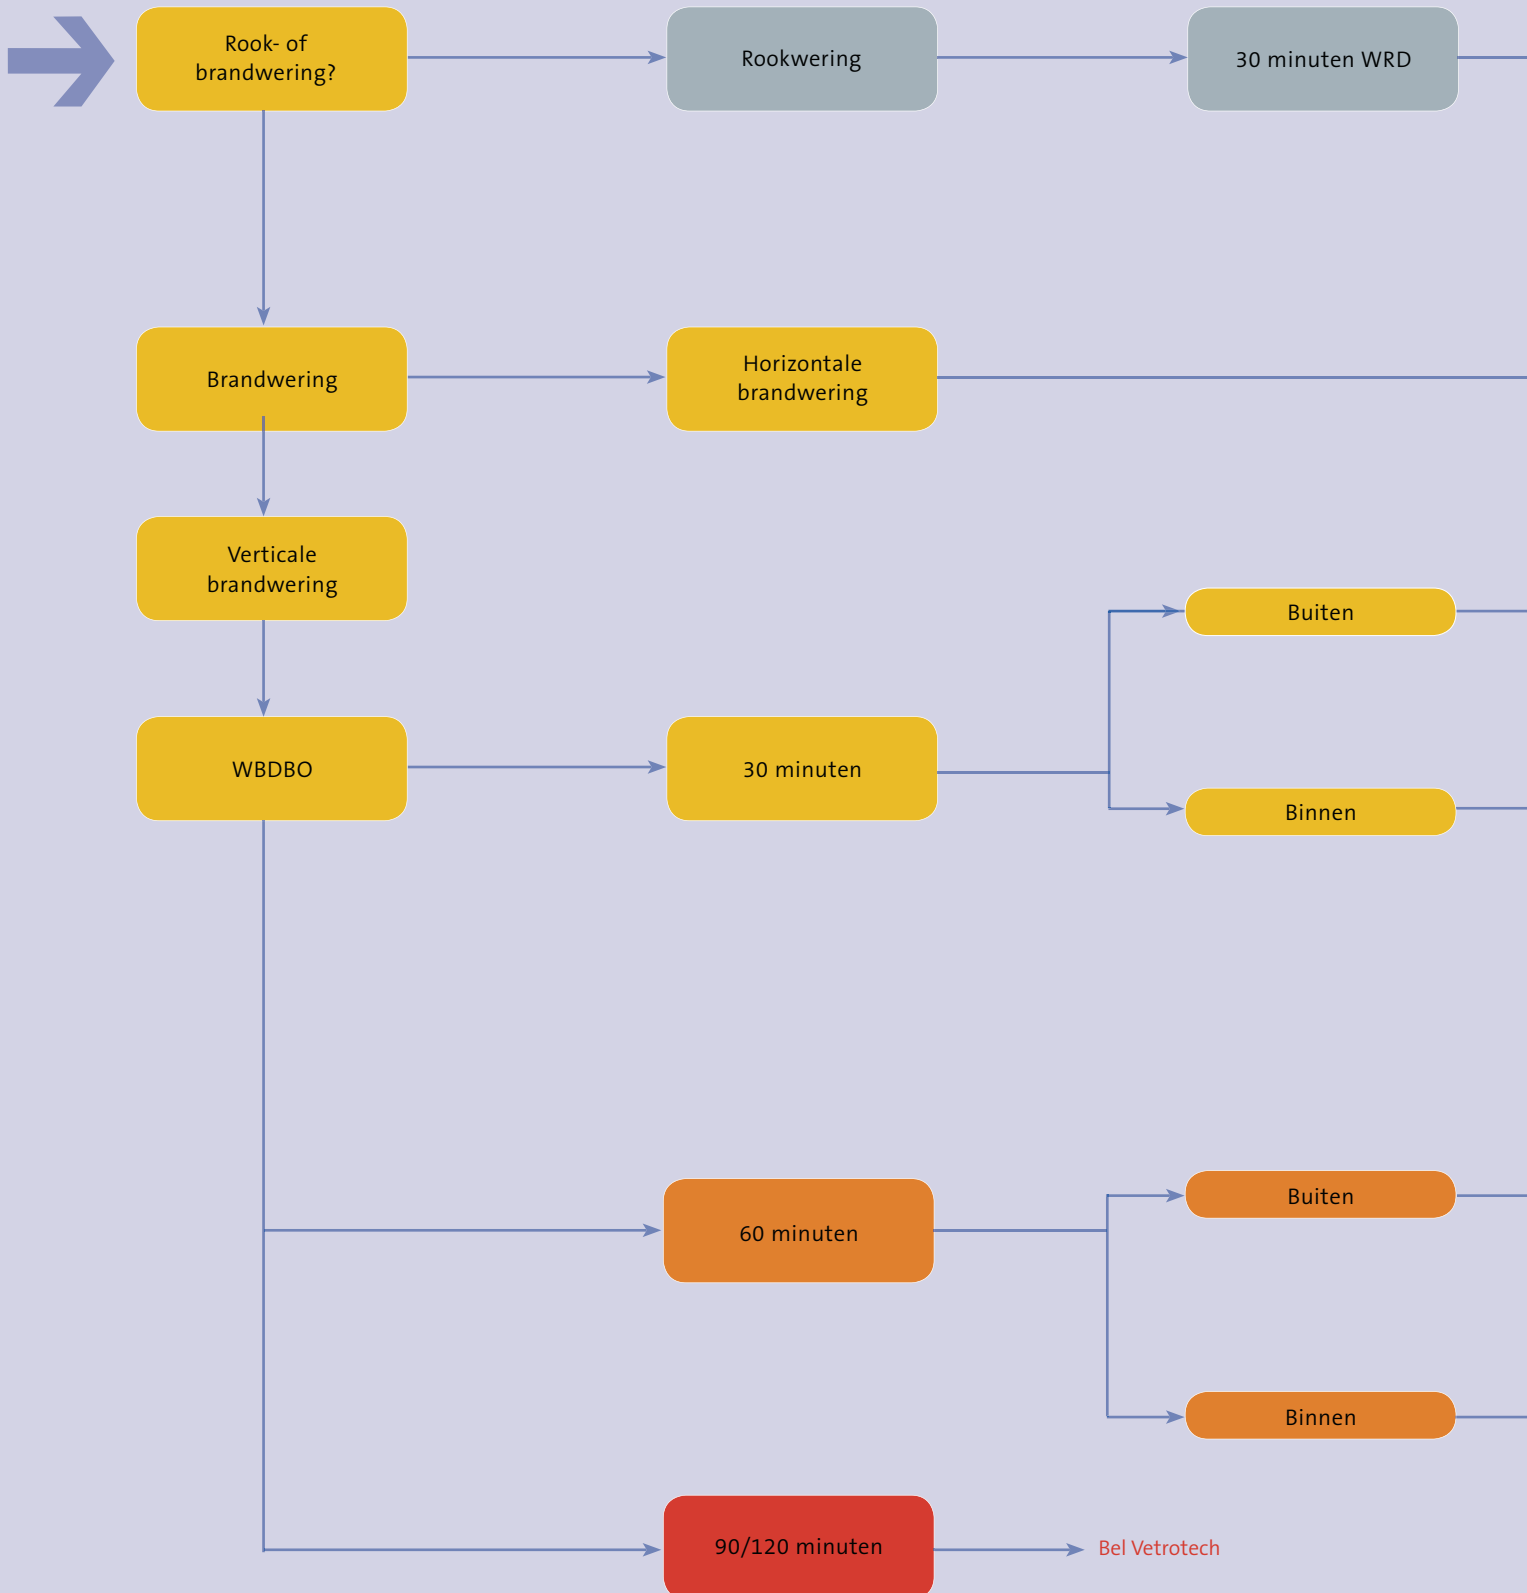 Rook- of
brandwering?
Rookwering
30 minuten WRD
Brandwering
Horizontale
brandwering
Verticale
brandwering
Buiten
WBDBO
30 minuten
Binnen
Buiten
60 minuten
Binnen
90/120 minuten
Bel Vetrotech